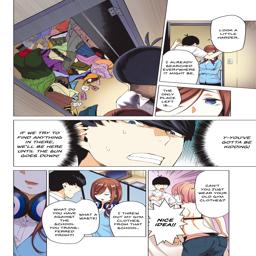 LOOK A
LITTLE
HARDER.
I ALREADY
SEARCHED
EVERYWHERE
IT MIGHT BE.
THE
ONLY
PLACE
LEFT
IS...
IF WE TRY TO
FIND ANYTHING
IN THERE,
WE'LL BE HERE
UNTIL THE SUN
GOES DOWN!
Y-YOU'VE
GOTTA BE
KIDDING!
WHAT DO
YOU HAVE
AGAINST
THE SCHOOL
YOU TRANS-
FERRED
FROM?!
WHAT A
WASTE!
I THREW
OUT MY GYM
CLOTHES
FROM THAT
SCHOOL.
CAN'T
YOU JUST
WEAR YOUR
OLD GYM
CLOTHES?
NICE
IDEA!!